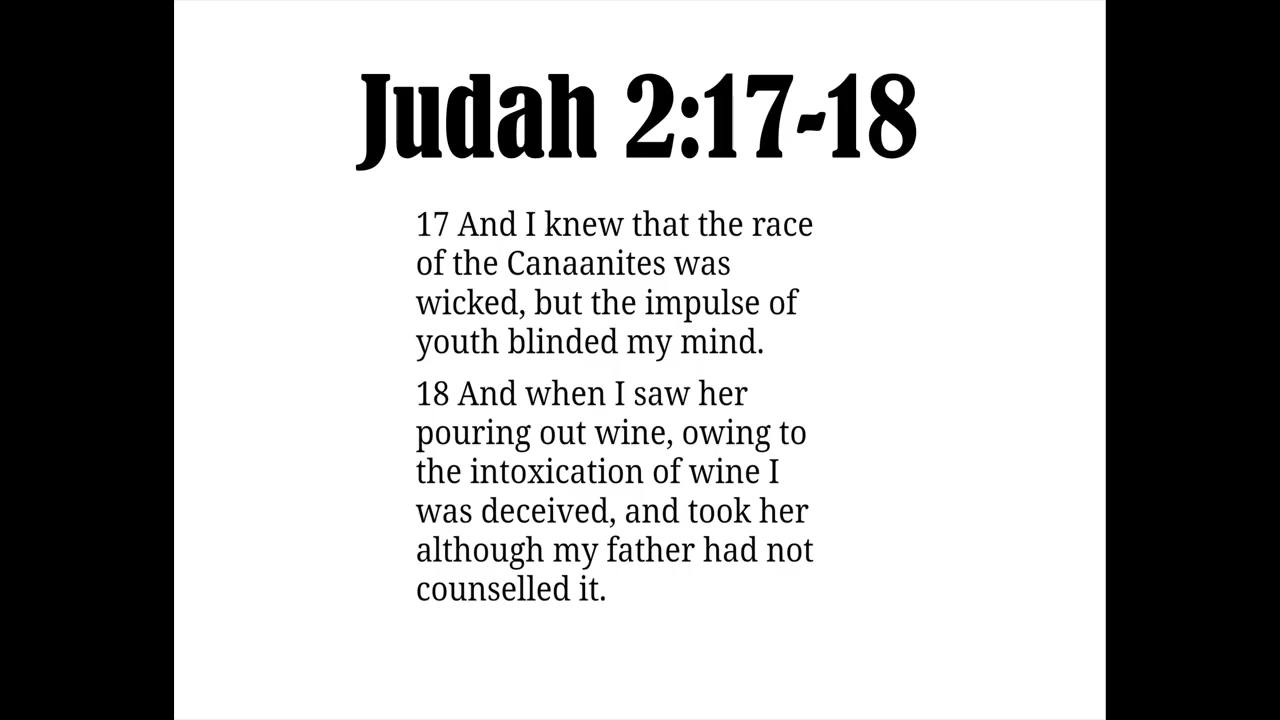 Judah 2:17-18
17 And I knew that the race
of the Canaanites was
wicked, but the impulse of
youth blinded my mind.
18 And when I saw her
pouring out wine, owing to
the intoxication of wine I
was deceived, and took her
although my father had not
counselled it.